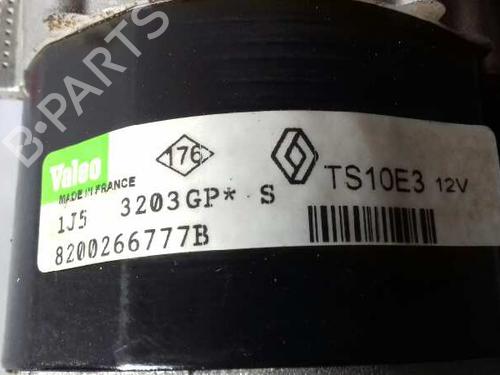 Valeo
MADE IN FRANCE
176
TS10E3 12V
1J5 3203GP* S
8200266777B
B-PARTS